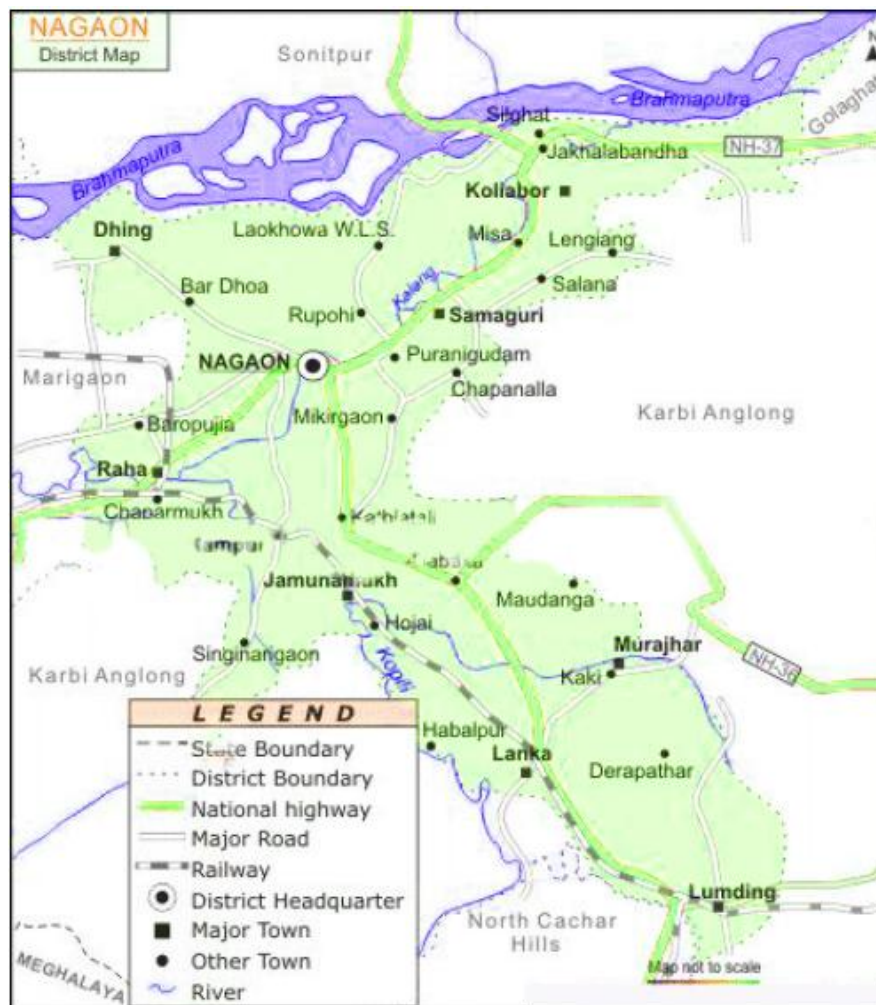 NAGAON
District Map
Sonitpur
N
Golaghat
Brahmaputra
Brahmaputra
Silghat
Jakhalabandha
NH-37
Koliabor
Dhing
Laokhowa W.L.S.
Misa
Lengiang
Bar Dhoa
Kalang
Salana
Rupohi
Samaguri
NAGAON
Puranigudam
Marigaon
Chapanalla
Karbi Anglong
Mikirgaon
Baropujia
Raha
Chaparmukh
Jamunamukh
Maudanga
Hojai
Murajhar
Singinangaon
Kopili
Kaki
NH-36
Karbi Anglong
LEGEND
State Boundary
District Boundary
National highway
Major Road
Railway
District Headquarter
Major Town
Other Town
River
Habalpur
Lanka
Derapathar
Lumding
North Cachar
Hills
MEGHALAYA
Map not to scale